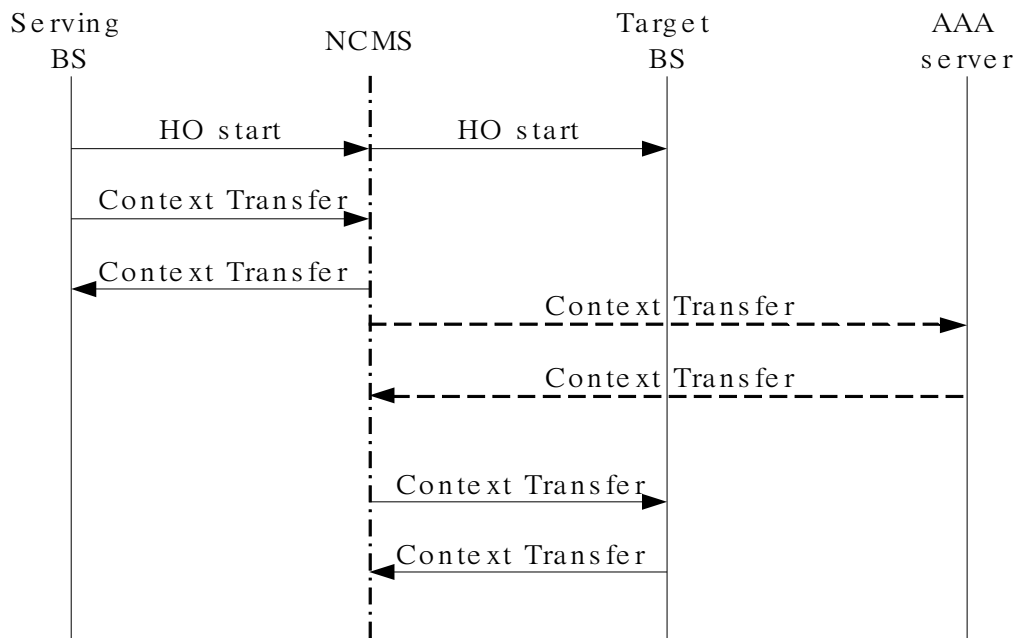 Serving
BS
NCMS
Target
BS
AAA
server
HO start
HO start
Context Transfer
Context Transfer
Context Transfer
Context Transfer
Context Transfer
Context Transfer